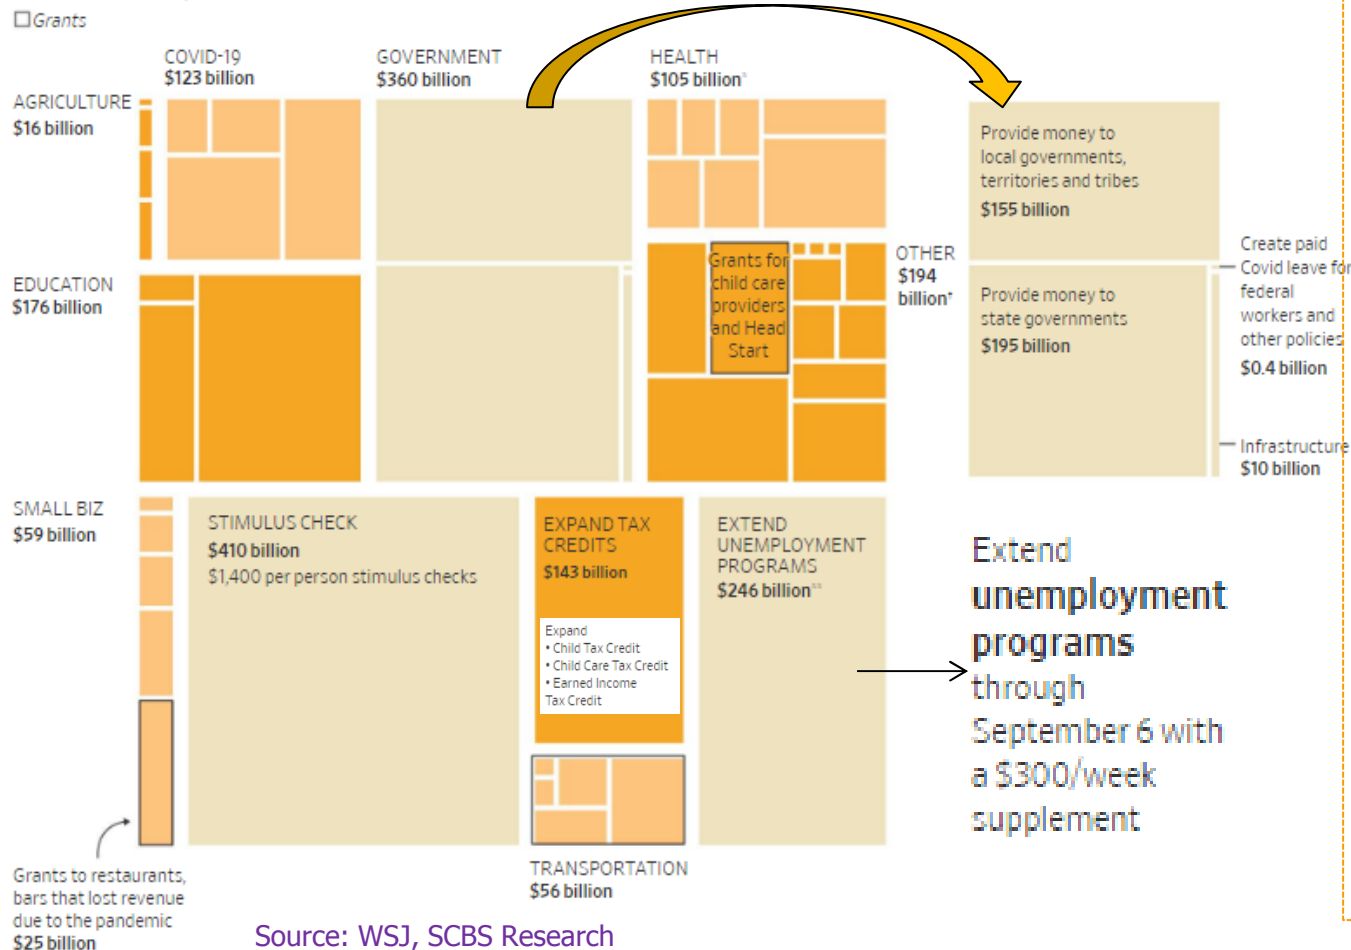 Grants
COVID-19
$123 billion
GOVERNMENT
$360 billion
HEALTH
$105 billion*
AGRICULTURE
$16 billion
Provide money to
local governments,
territories and tribes
$155 billion
EDUCATION
$176 billion
Grants for
child care
providers
and Head
Start
OTHER
$194
billion†
Provide money to
state governments
$195 billion
Create paid
Covid leave for
federal
workers and
other policies
$0.4 billion
Infrastructure
$10 billion
SMALL BIZ
$59 billion
STIMULUS CHECK
$410 billion
$1,400 per person stimulus checks
EXPAND TAX
CREDITS
$143 billion
Expand
• Child Tax Credit
• Child Care Tax Credit
• Earned Income
Tax Credit
EXTEND
UNEMPLOYMENT
PROGRAMS
$246 billion**
Extend
unemployment
programs
through
September 6 with
a $300/week
supplement
TRANSPORTATION
$56 billion
Grants to restaurants,
bars that lost revenue
due to the pandemic
$25 billion
Source: WSJ, SCBS Research